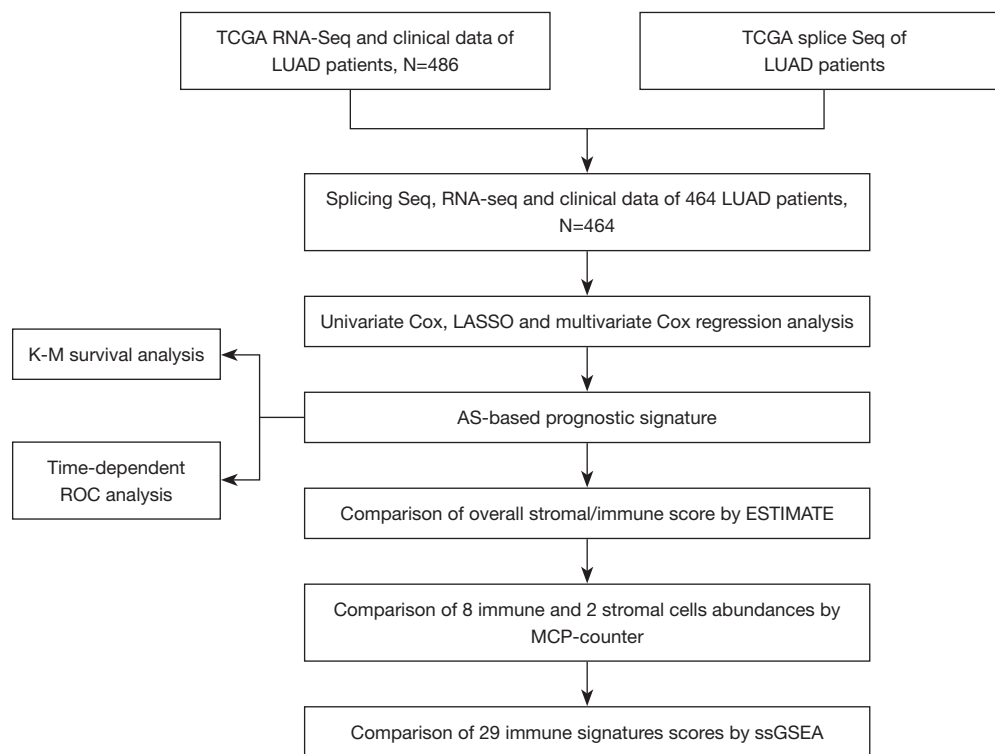 TCGA RNA-Seq and clinical data of
LUAD patients, N=486
TCGA splice Seq of
LUAD patients
Splicing Seq, RNA-seq and clinical data of 464 LUAD patients,
N=464
Univariate Cox, LASSO and multivariate Cox regression analysis
K-M survival analysis
AS-based prognostic signature
Time-dependent
ROC analysis
Comparison of overall stromal/immune score by ESTIMATE
Comparison of 8 immune and 2 stromal cells abundances by
MCP-counter
Comparison of 29 immune signatures scores by ssGSEA